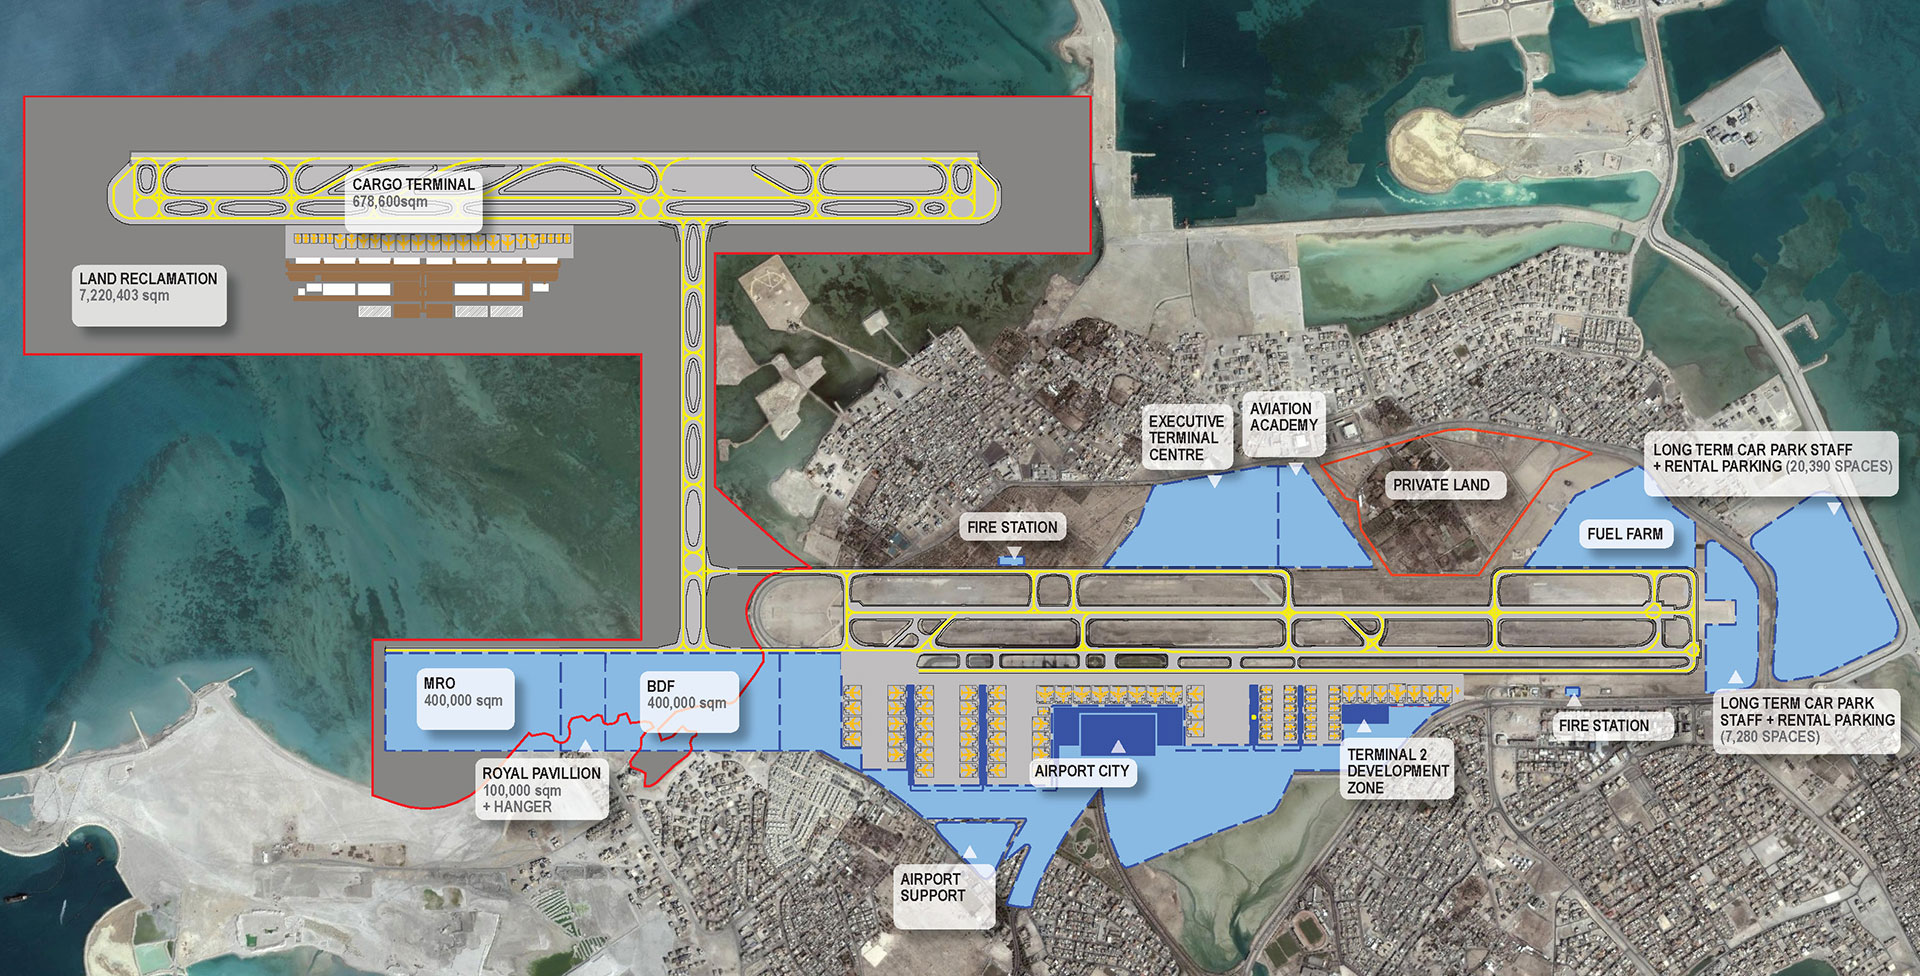 CARGO TERMINAL
678,600sqm
LAND RECLAMATION
7,220,403 sqm
EXECUTIVE
TERMINAL
CENTRE
AVIATION
ACADEMY
PRIVATE LAND
LONG TERM CAR PARK STAFF
+ RENTAL PARKING (20,390 SPACES)
FIRE STATION
FUEL FARM
MRO
400,000 sqm
BDF
400,000 sqm
ROYAL PAVILLION
100,000 sqm
+ HANGER
AIRPORT CITY
TERMINAL 2
DEVELOPMENT
ZONE
FIRE STATION
LONG TERM CAR PARK
STAFF + RENTAL PARKING
(7,280 SPACES)
AIRPORT
SUPPORT